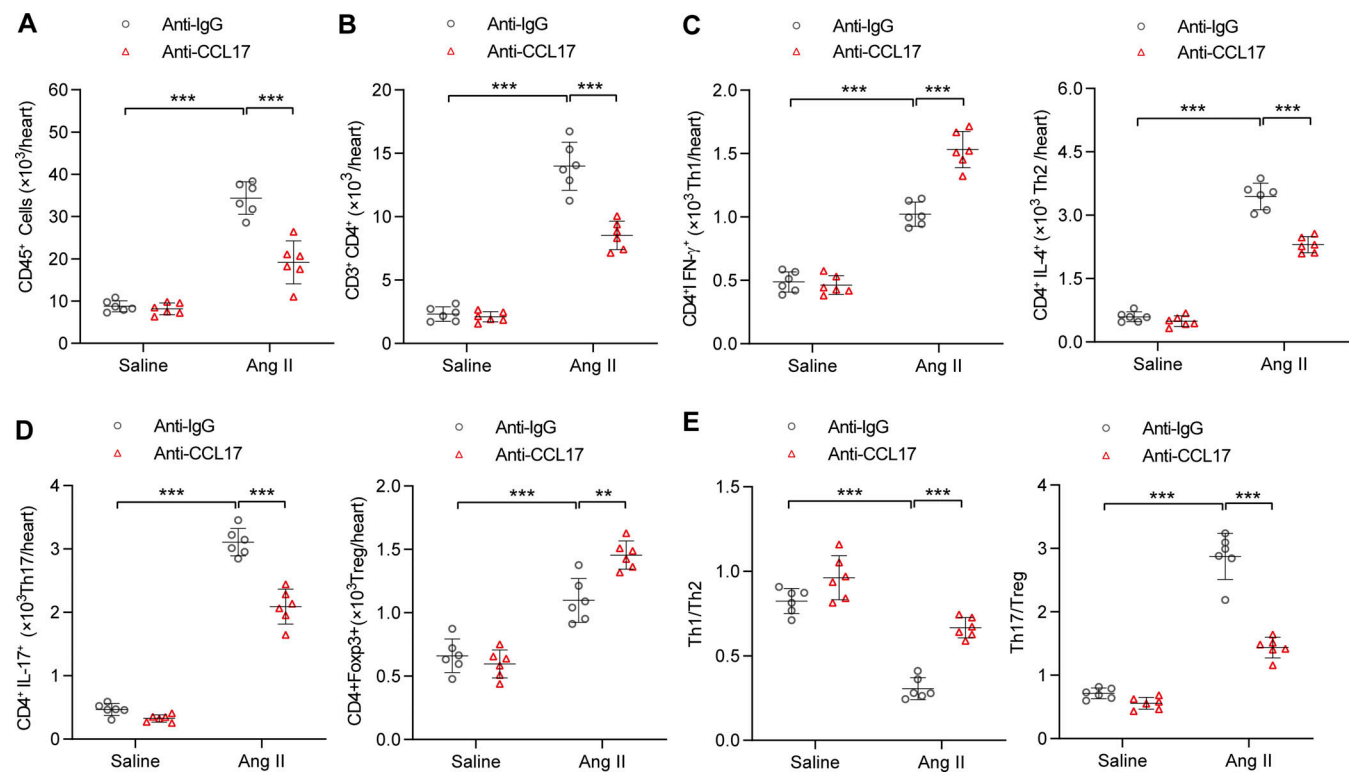 A
Anti-IgG
Anti-CCL17
CD45⁺ Cells (×10³/heart)
60
50
40
30
20
10
0
***
***
Saline
Ang II
B
Anti-IgG
Anti-CCL17
CD3⁺ CD4⁺ (×10³/heart)
20
15
10
5
0
***
***
Saline
Ang II
C
Anti-IgG
Anti-CCL17
CD4⁺I FN-γ⁺ (×10³ Th1/heart)
2.0
1.5
1.0
0.5
0.0
***
***
Saline
Ang II
Anti-IgG
Anti-CCL17
CD4⁺ IL-4⁺ (×10³ Th2 /heart)
6.0
4.5
3.0
1.5
0.0
***
***
Saline
Ang II
D
Anti-IgG
Anti-CCL17
CD4⁺ IL-17⁺ (×10³Th17/heart)
4
3
2
1
0
***
***
Saline
Ang II
Anti-IgG
Anti-CCL17
CD4+Foxp3+(×10³Treg/heart)
2.0
1.5
1.0
0.5
0.0
***
**
Saline
Ang II
E
Anti-IgG
Anti-CCL17
Th1/Th2
1.5
1.0
0.5
0.0
***
***
Saline
Ang II
Anti-IgG
Anti-CCL17
Th17/Treg
4
3
2
1
0
***
***
Saline
Ang II